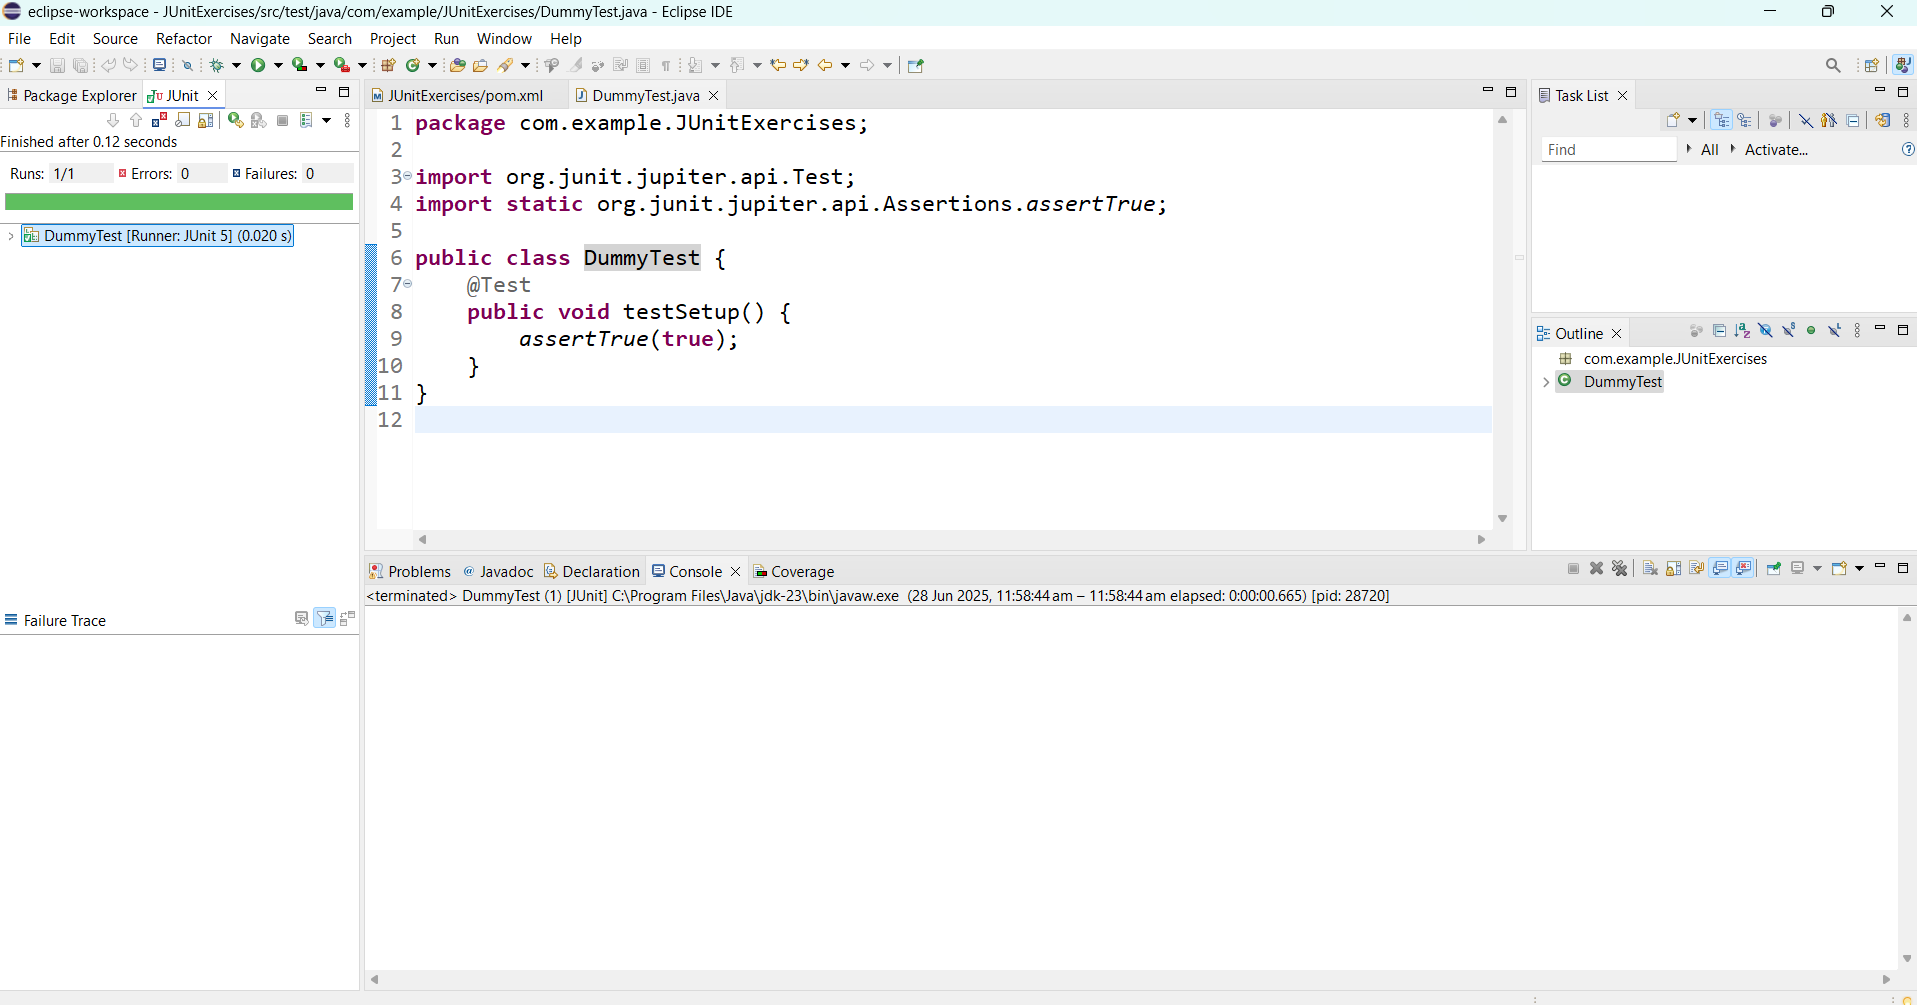 eclipse-workspace - JUnitExercises/src/test/java/com/example/JUnitExercises/DummyTest.java - Eclipse IDE
File Edit Source Refactor Navigate Search Project Run Window Help
Package Explorer JUnit
Finished after 0.12 seconds
Runs: 1/1 Errors: 0 Failures: 0
DummyTest [Runner: JUnit 5] (0.020 s)
Failure Trace
JUnitExercises/pom.xml DummyTest.java
1 package com.example.JUnitExercises;
2
3 import org.junit.jupiter.api.Test;
4 import static org.junit.jupiter.api.Assertions.assertTrue;
5
6 public class DummyTest {
7     @Test
8     public void testSetup() {
9         assertTrue(true);
10     }
11 }
12
Task List
Find All Activate...
Outline
com.example.JUnitExercises
DummyTest
Problems Javadoc Declaration Console Coverage
<terminated> DummyTest (1) [JUnit] C:\Program Files\Java\jdk-23\bin\javaw.exe (28 Jun 2025, 11:58:44 am – 11:58:44 am elapsed: 0:00:00.665) [pid: 28720]